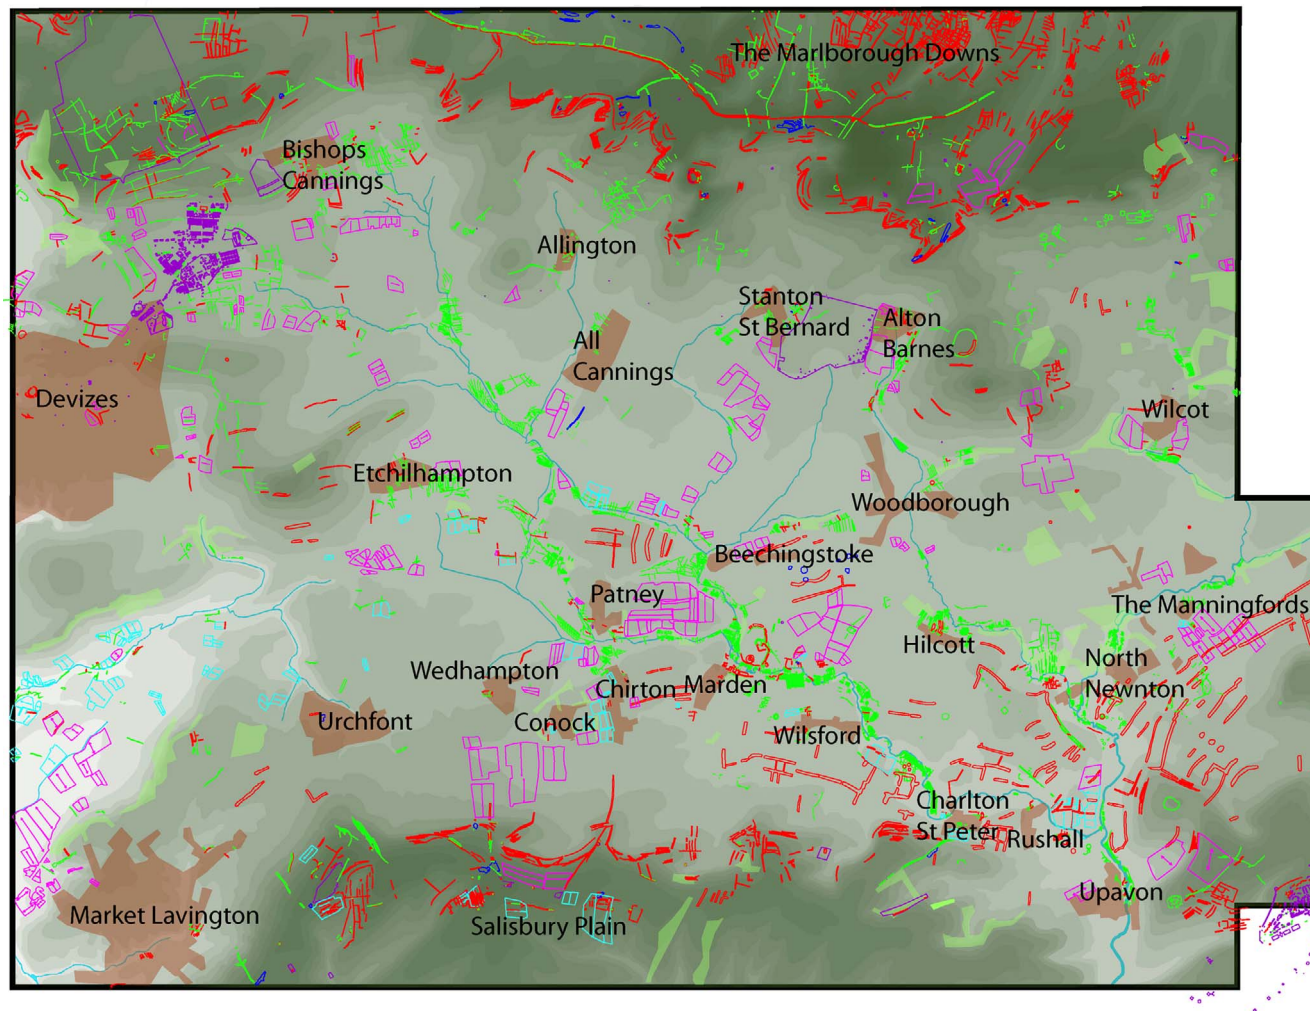 The Marlborough Downs
Bishops
Cannings
Allington
Stanton
St Bernard
Alton
Barnes
All
Cannings
Devizes
Wilcot
Etchilhampton
Woodborough
Beechingstoke
Patney
The Manningfords
Hilcott
North
Newnton
Wedhampton
Chirton
Marden
Urchfont
Conock
Wilsford
Charlton
St Peter
Rushall
Upavon
Market Lavington
Salisbury Plain